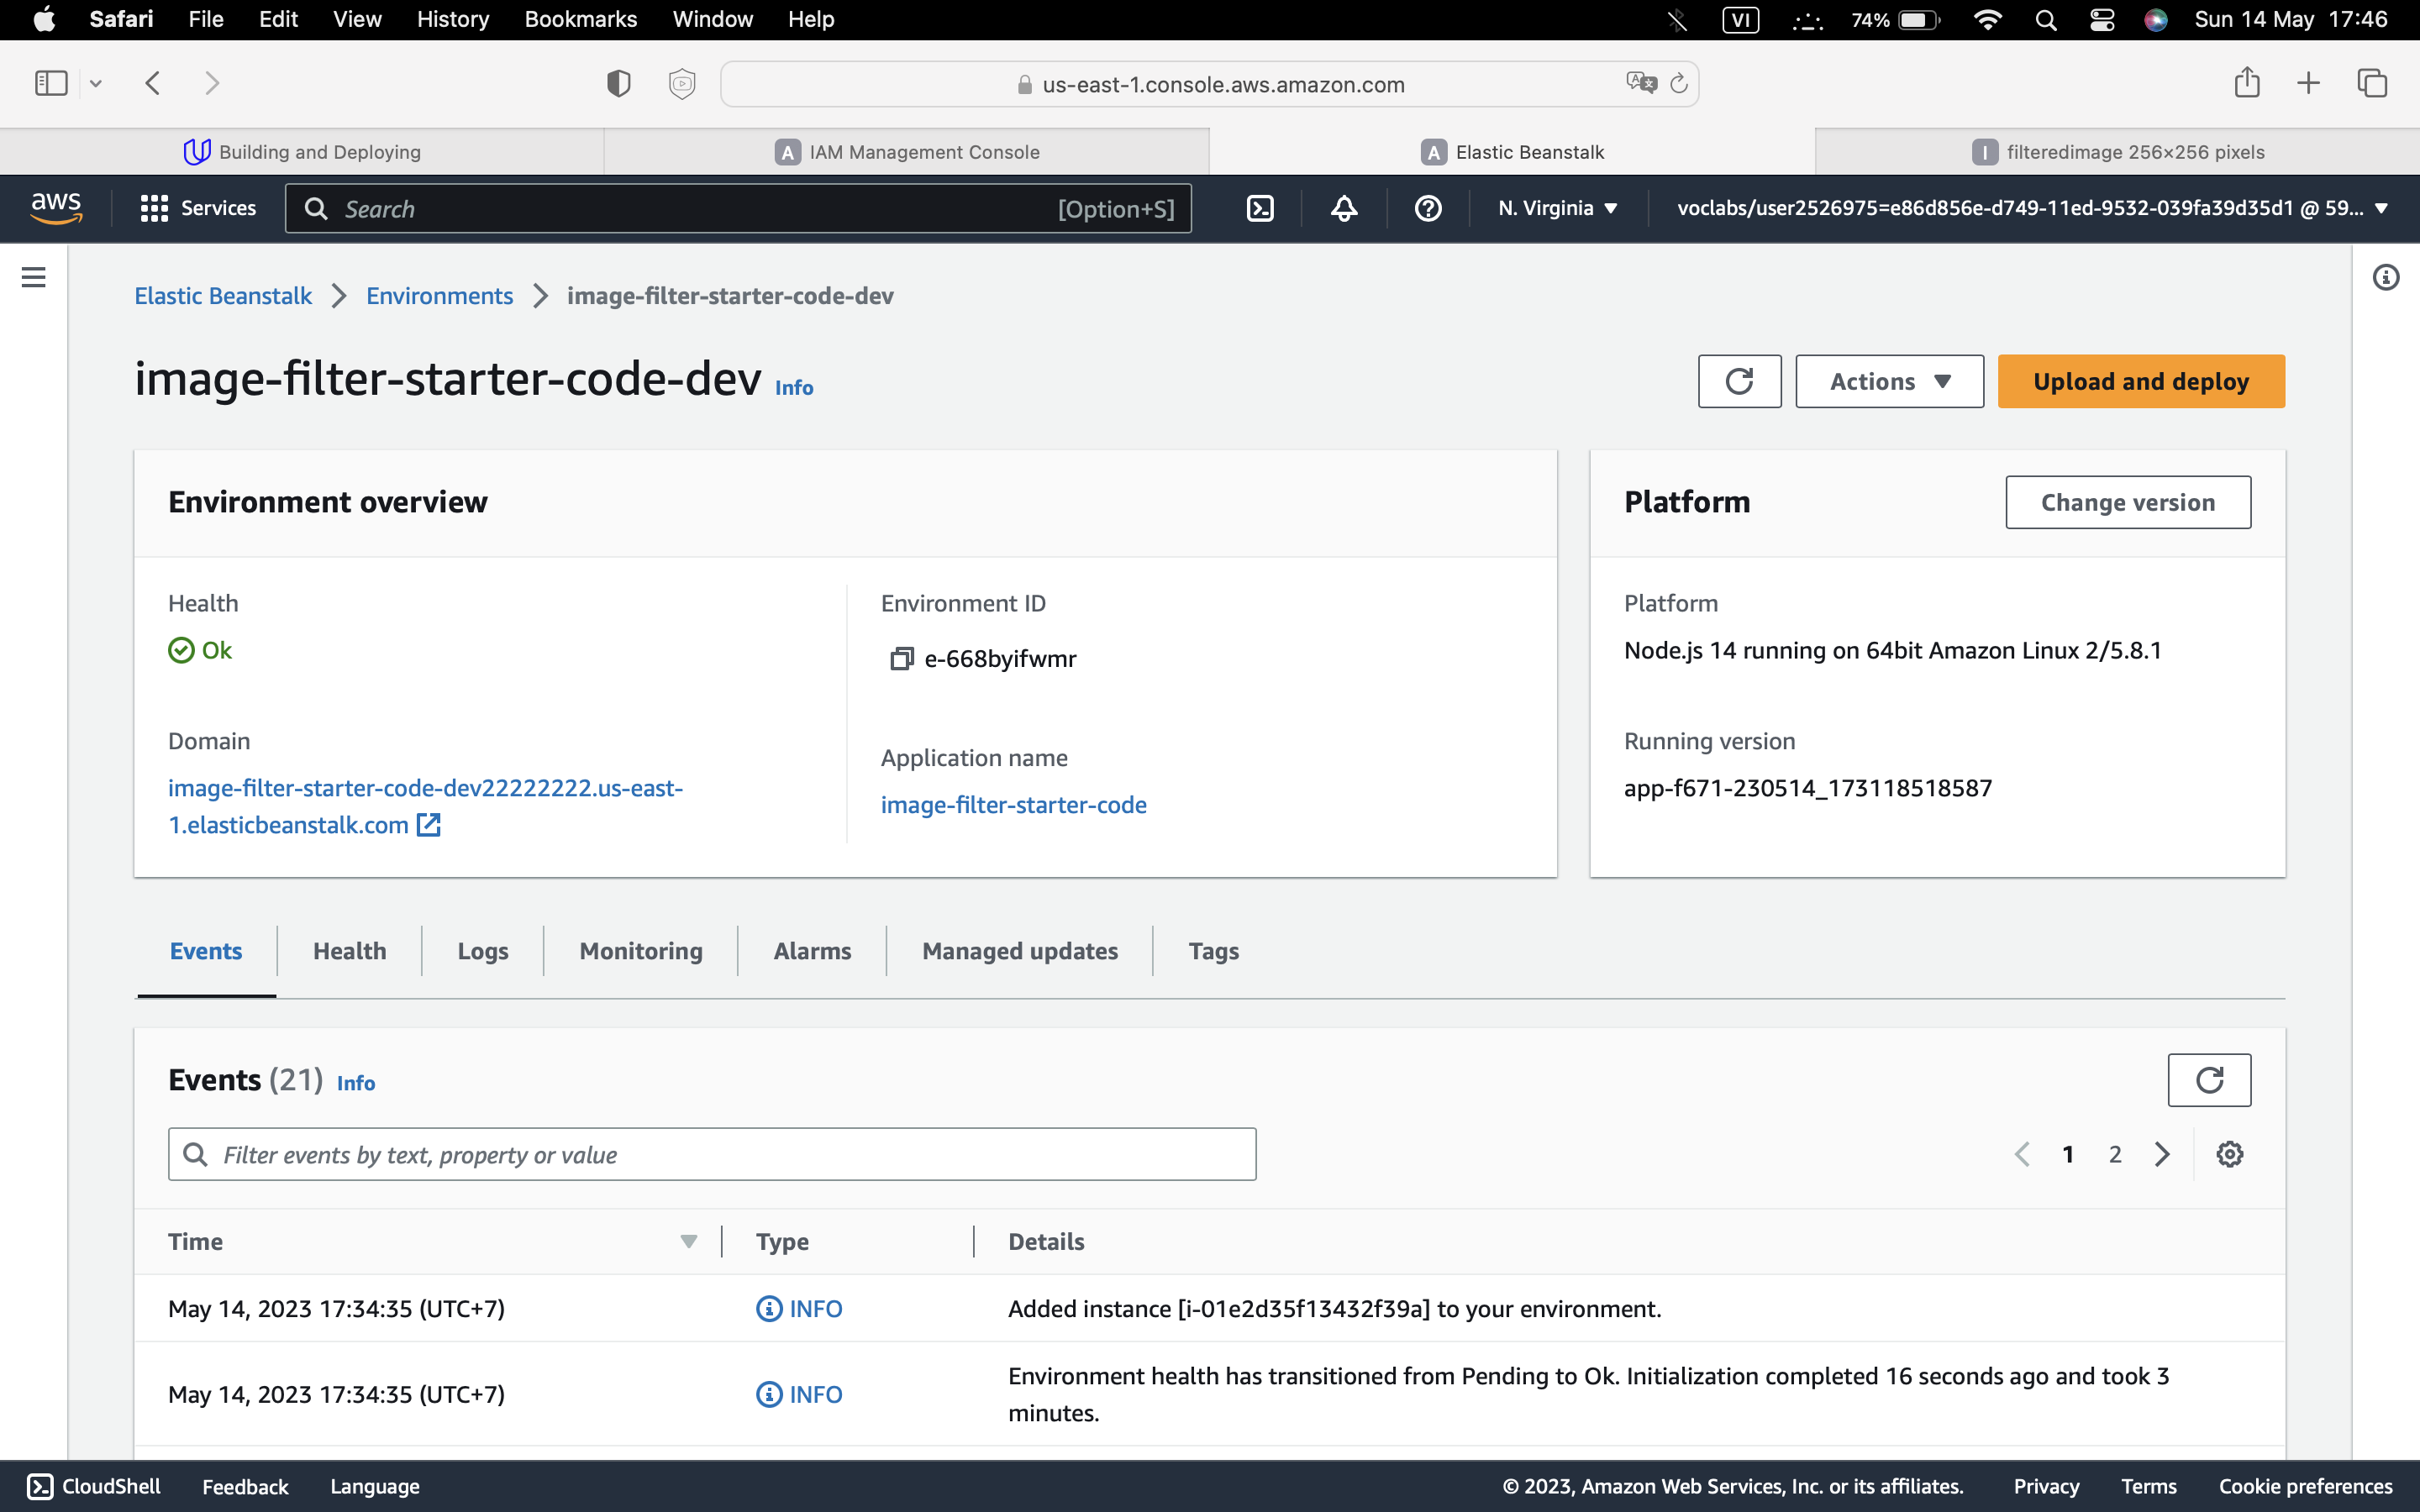 Safari File Edit View History Bookmarks Window Help VI 74% Sun 14 May 17:46
us-east-1.console.aws.amazon.com
Building and Deploying
A IAM Management Console
A Elastic Beanstalk
I filteredimage 256×256 pixels
aws Services Search [Option+S] N. Virginia voclabs/user2526975=e86d856e-d749-11ed-9532-039fa39d35d1 @ 59...
Elastic Beanstalk Environments image-filter-starter-code-dev
image-filter-starter-code-dev Info
Actions Upload and deploy
Environment overview
Health
Ok
Domain
image-filter-starter-code-dev22222222.us-east-
1.elasticbeanstalk.com
Environment ID
e-668byifwmr
Application name
image-filter-starter-code
Platform Change version
Platform
Node.js 14 running on 64bit Amazon Linux 2/5.8.1
Running version
app-f671-230514_173118518587
Events Health Logs Monitoring Alarms Managed updates Tags
Events (21) Info
Filter events by text, property or value
1 2
Time Type Details
May 14, 2023 17:34:35 (UTC+7) INFO Added instance [i-01e2d35f13432f39a] to your environment.
May 14, 2023 17:34:35 (UTC+7) INFO Environment health has transitioned from Pending to Ok. Initialization completed 16 seconds ago and took 3
minutes.
CloudShell Feedback Language © 2023, Amazon Web Services, Inc. or its affiliates. Privacy Terms Cookie preferences